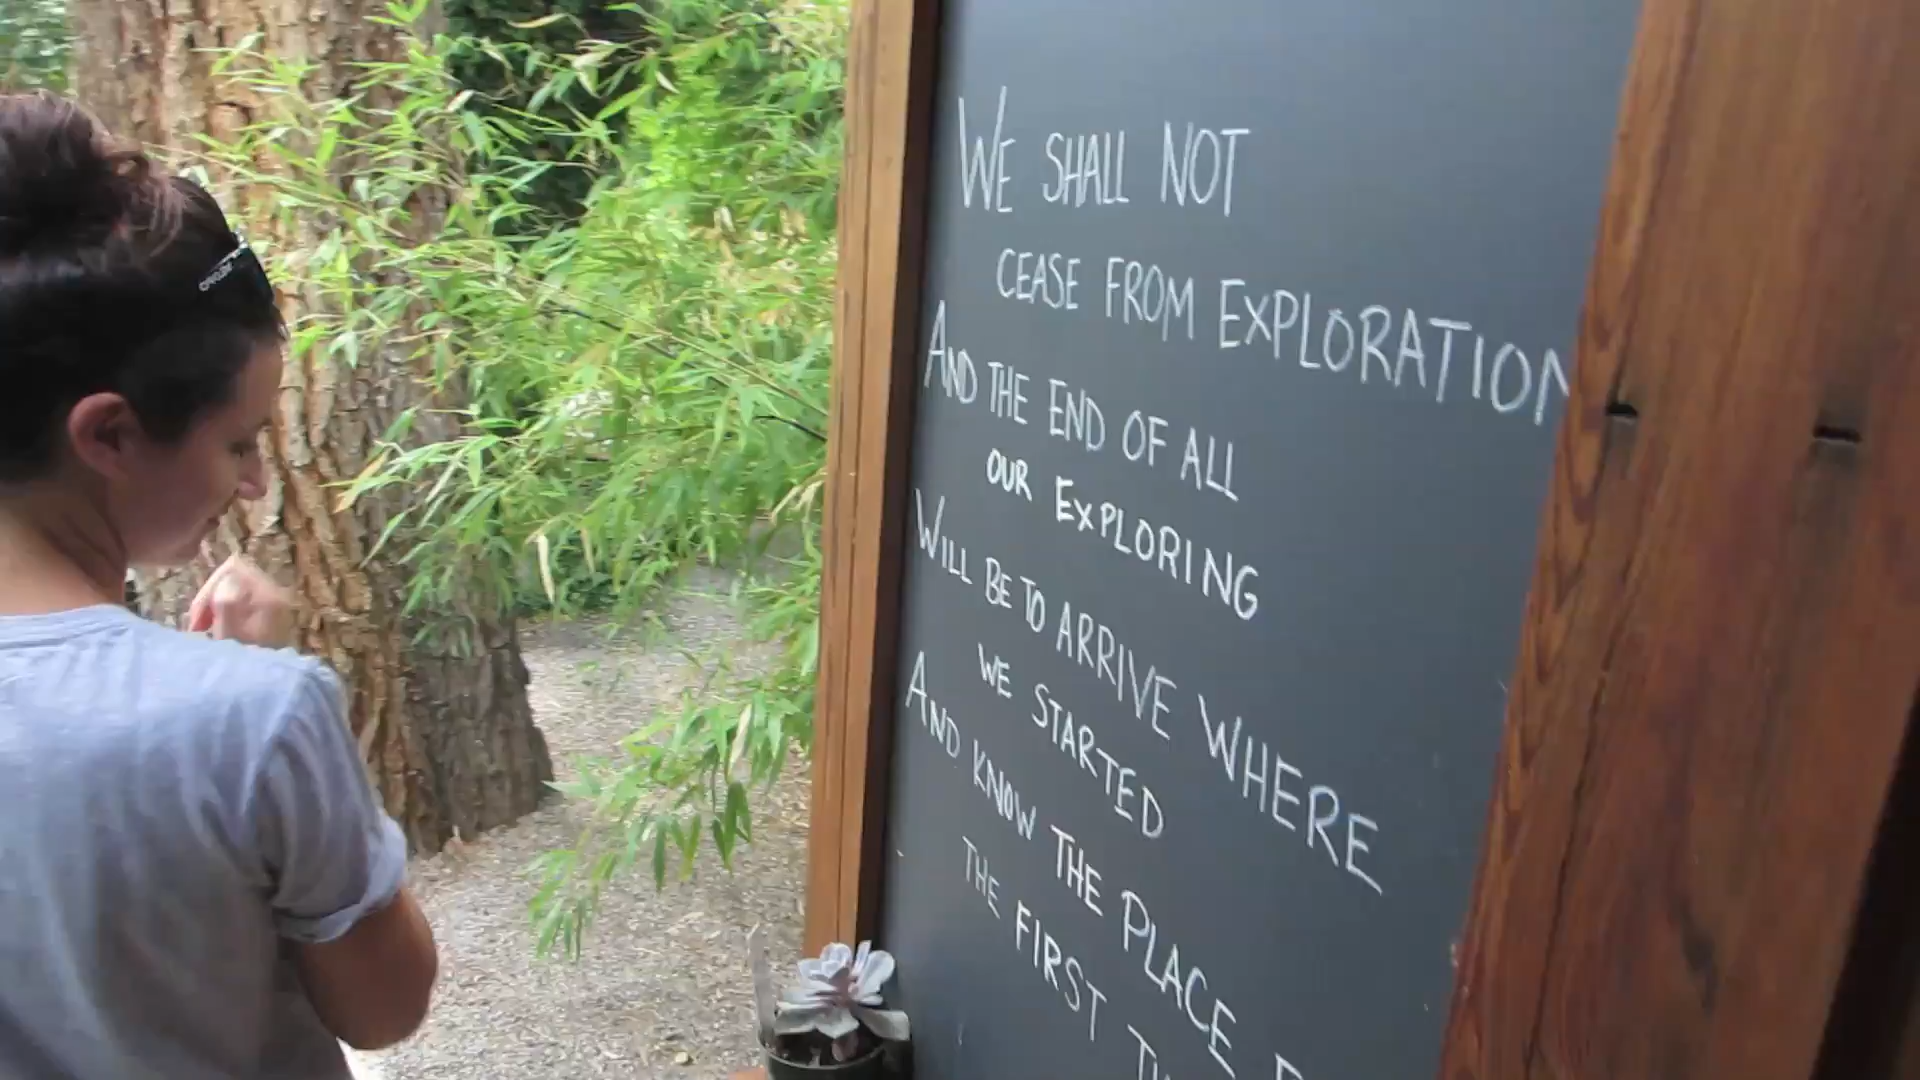 OAKLEY
WE SHALL NOT
CEASE FROM EXPLORATION
AND THE END OF ALL
OUR EXPLORING
WILL BE TO ARRIVE WHERE
WE STARTED
AND KNOW THE PLACE
THE FIRST